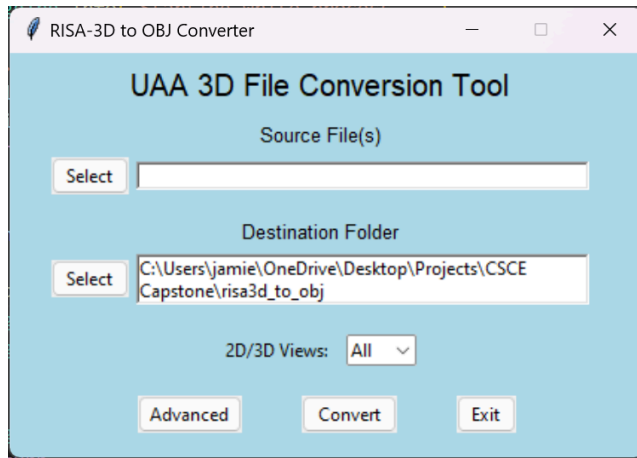 RISA-3D to OBJ Converter
UAA 3D File Conversion Tool
Source File(s)
Select
Destination Folder
Select
C:\Users\jamie\OneDrive\Desktop\Projects\CSCE
Capstone\risa3d_to_obj
2D/3D Views: All
Advanced Convert Exit